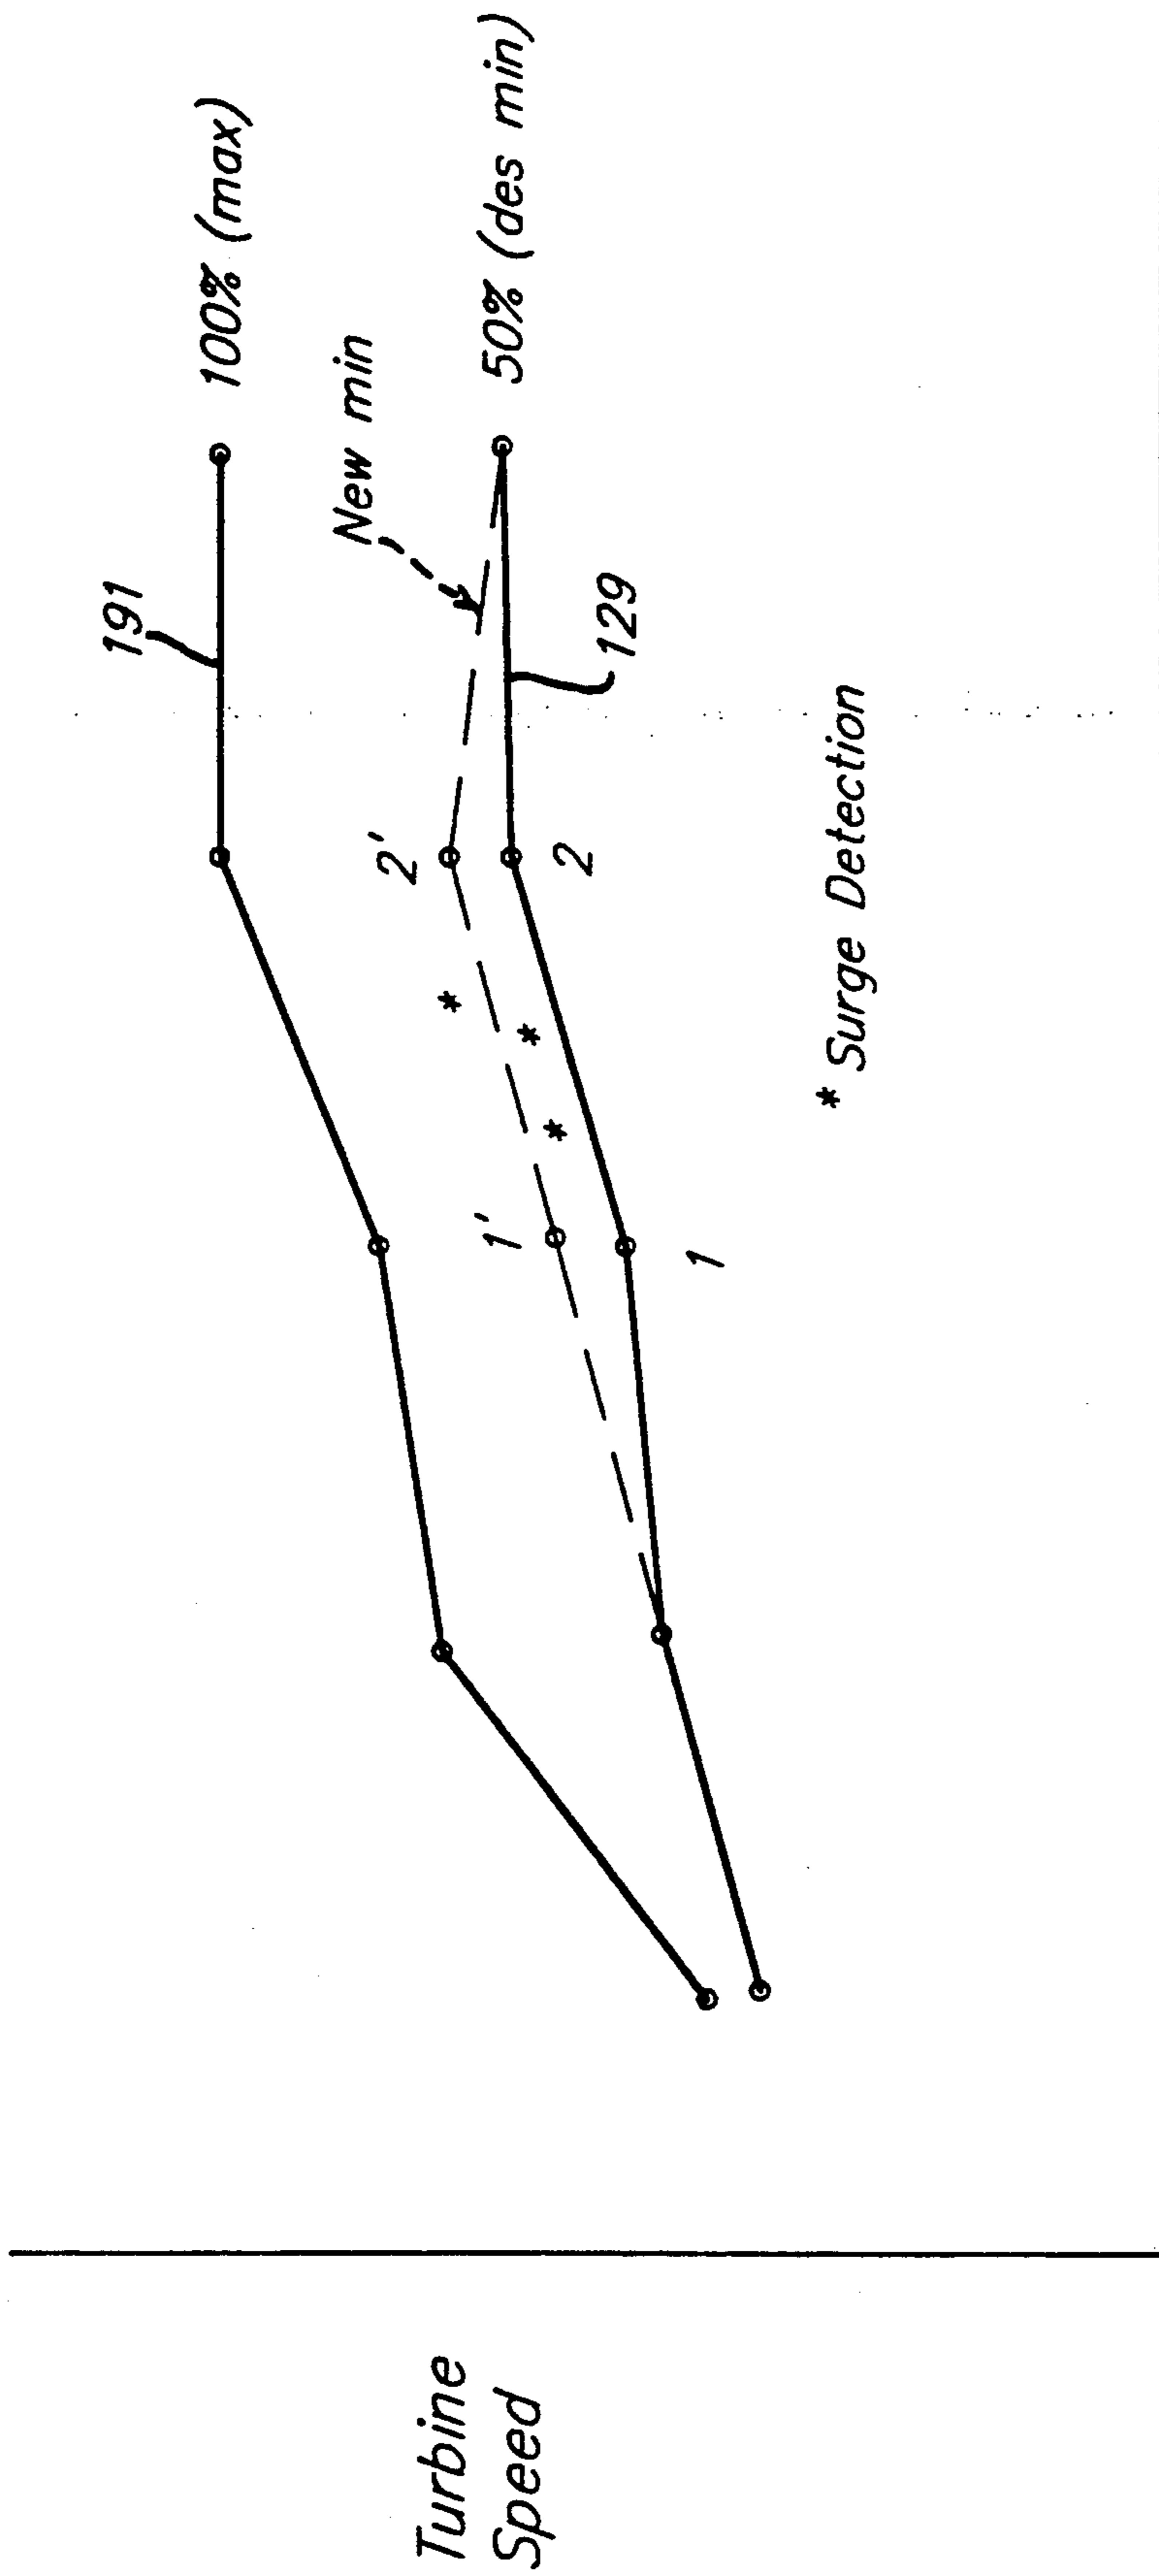 191
100% (max)
New min
2'
50% (des min)
1'
129
2
1
*
*
*
* Surge Detection
Turbine
Speed